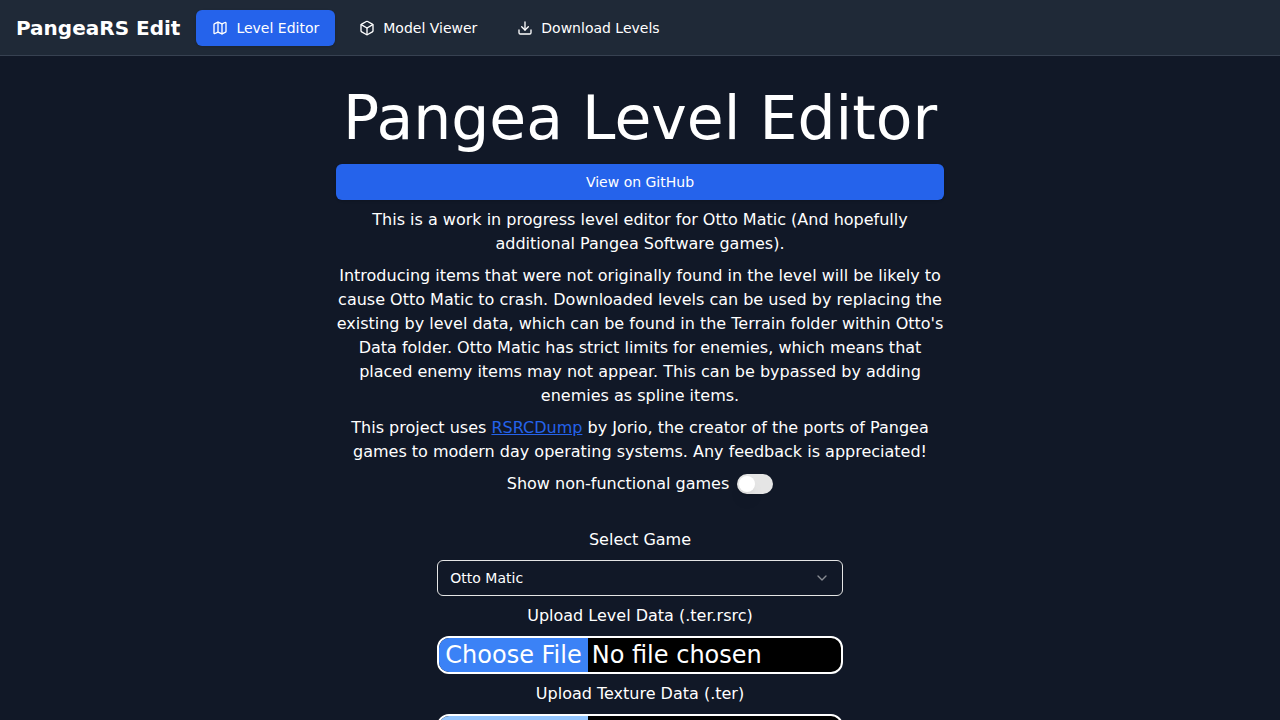 PangeaRS Edit
Level Editor
Model Viewer
Download Levels
Pangea Level Editor
View on GitHub
This is a work in progress level editor for Otto Matic (And hopefully
additional Pangea Software games).
Introducing items that were not originally found in the level will be likely to
cause Otto Matic to crash. Downloaded levels can be used by replacing the
existing by level data, which can be found in the Terrain folder within Otto's
Data folder. Otto Matic has strict limits for enemies, which means that
placed enemy items may not appear. This can be bypassed by adding
enemies as spline items.
This project uses RSRCDump by Jorio, the creator of the ports of Pangea
games to modern day operating systems. Any feedback is appreciated!
Show non-functional games
Select Game
Otto Matic
Upload Level Data (.ter.rsrc)
Choose File No file chosen
Upload Texture Data (.ter)